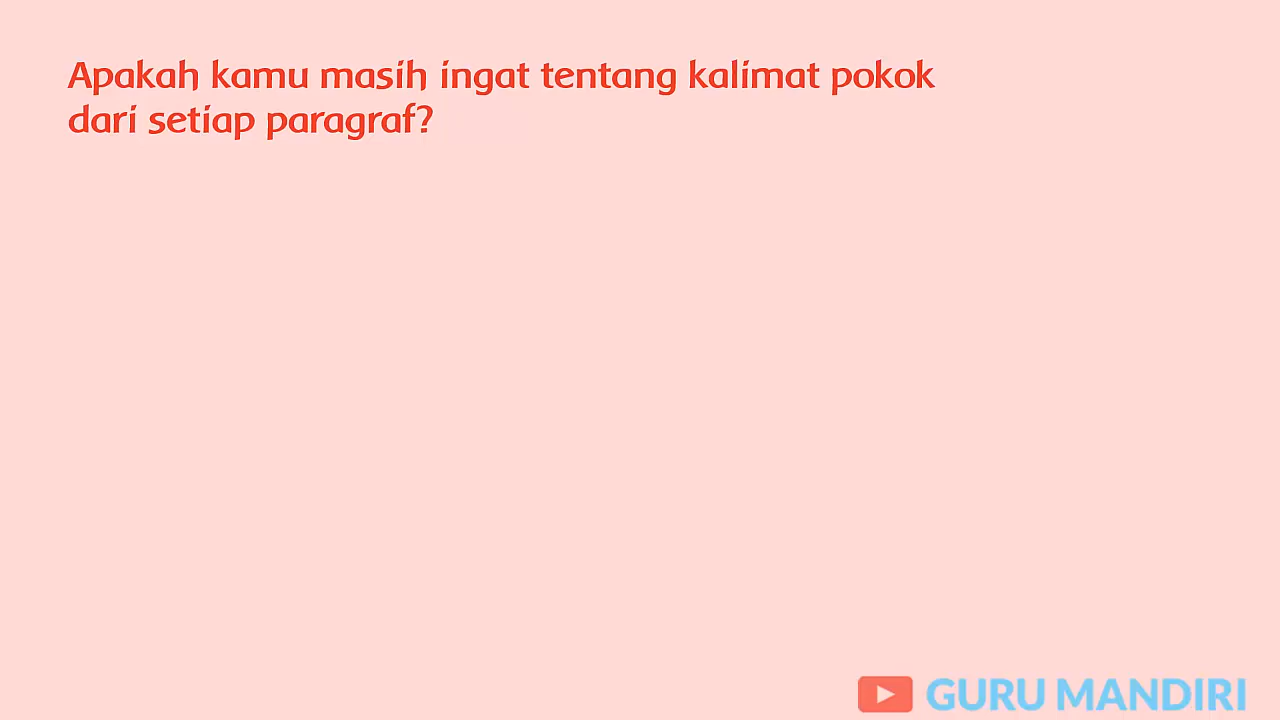 Apakah kamu masih ingat tentang kalimat pokok
dari setiap paragraf?
GURU MANDIRI